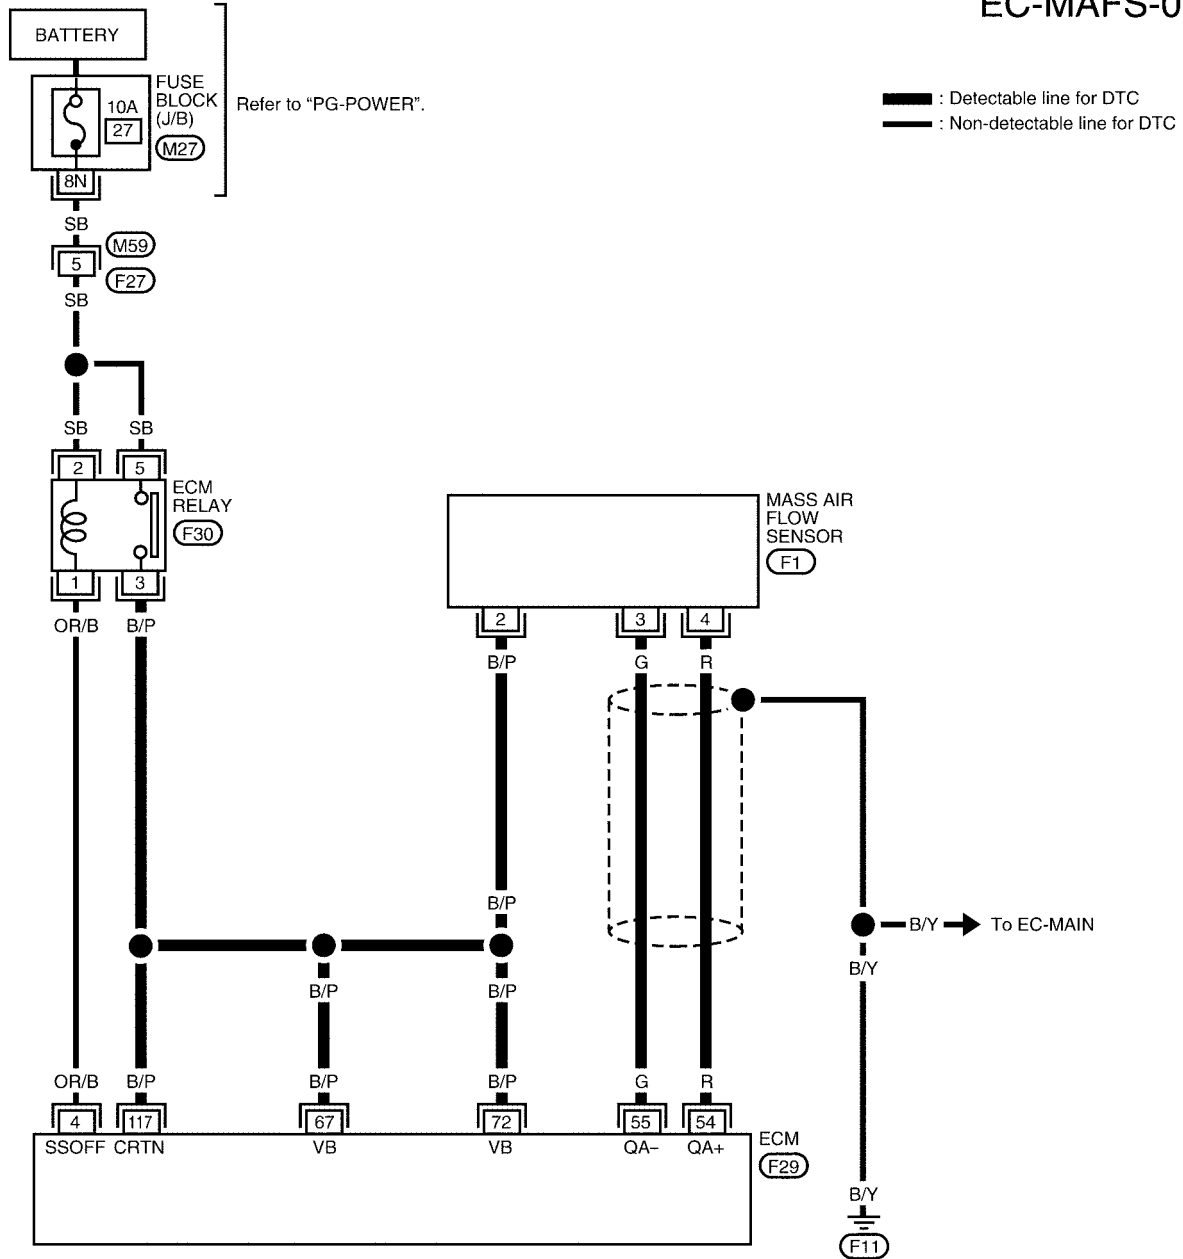 EC-MAFS-0
BATTERY
FUSE
BLOCK
(J/B)
10A
27
M27
Refer to “PG-POWER”.
: Detectable line for DTC
: Non-detectable line for DTC
8N
SB
M59
5
F27
SB
SB SB
2 5
ECM
RELAY
F30
1 3
OR/B B/P
MASS AIR
FLOW
SENSOR
F1
2 3 4
B/P G R
B/P
B/Y To EC-MAIN
B/Y
B/P B/P
OR/B B/P B/P B/P G R
4 117 67 72 55 54
SSOFF CRTN VB VB QA- QA+
ECM
F29
B/Y
F11